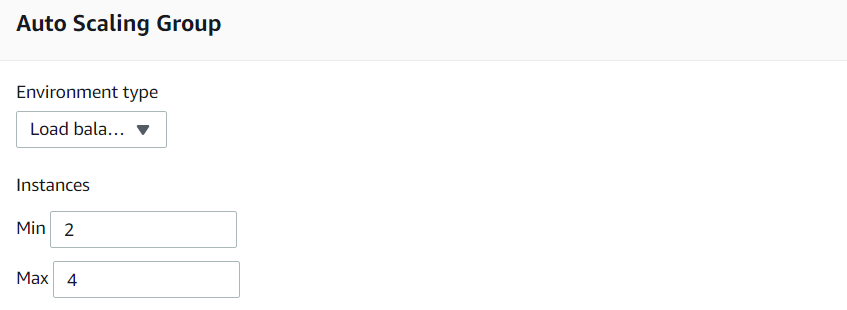 Auto Scaling Group
Environment type
Load bala...
Instances
Min 2
Max 4